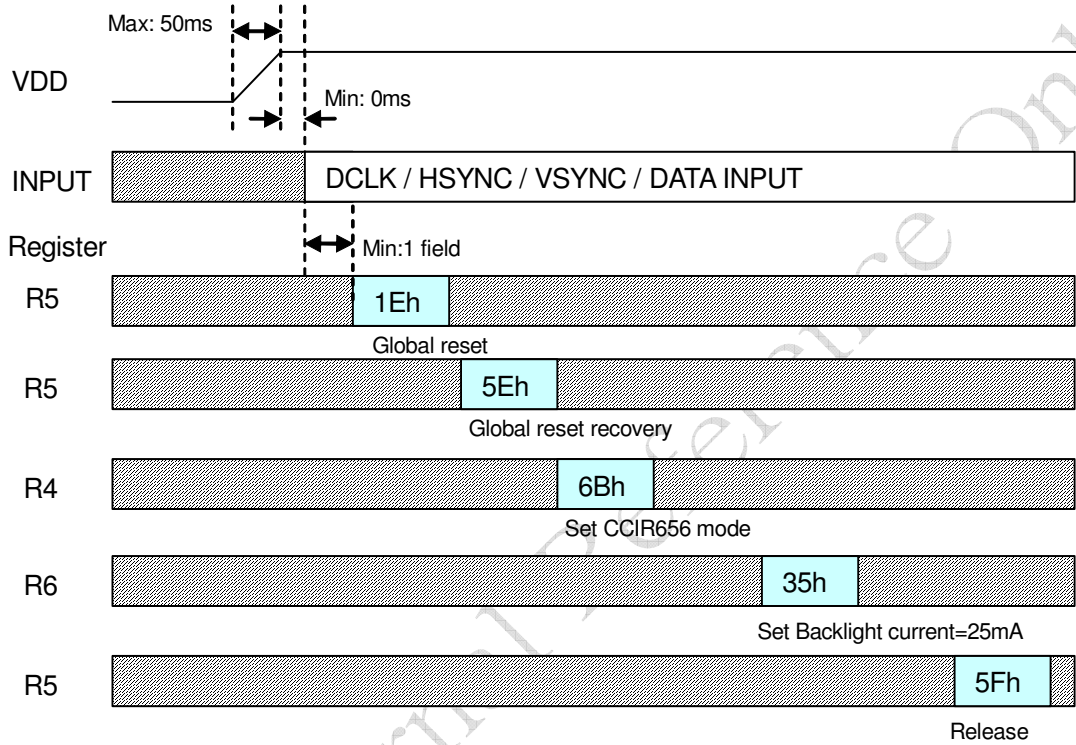 Max: 50ms
VDD
Min: 0ms
INPUT DCLK / HSYNC / VSYNC / DATA INPUT
Register
Min:1 field
R5 1Eh
Global reset
R5 5Eh
Global reset recovery
R4 6Bh
Set CCIR656 mode
R6 35h
Set Backlight current=25mA
R5 5Fh
Release